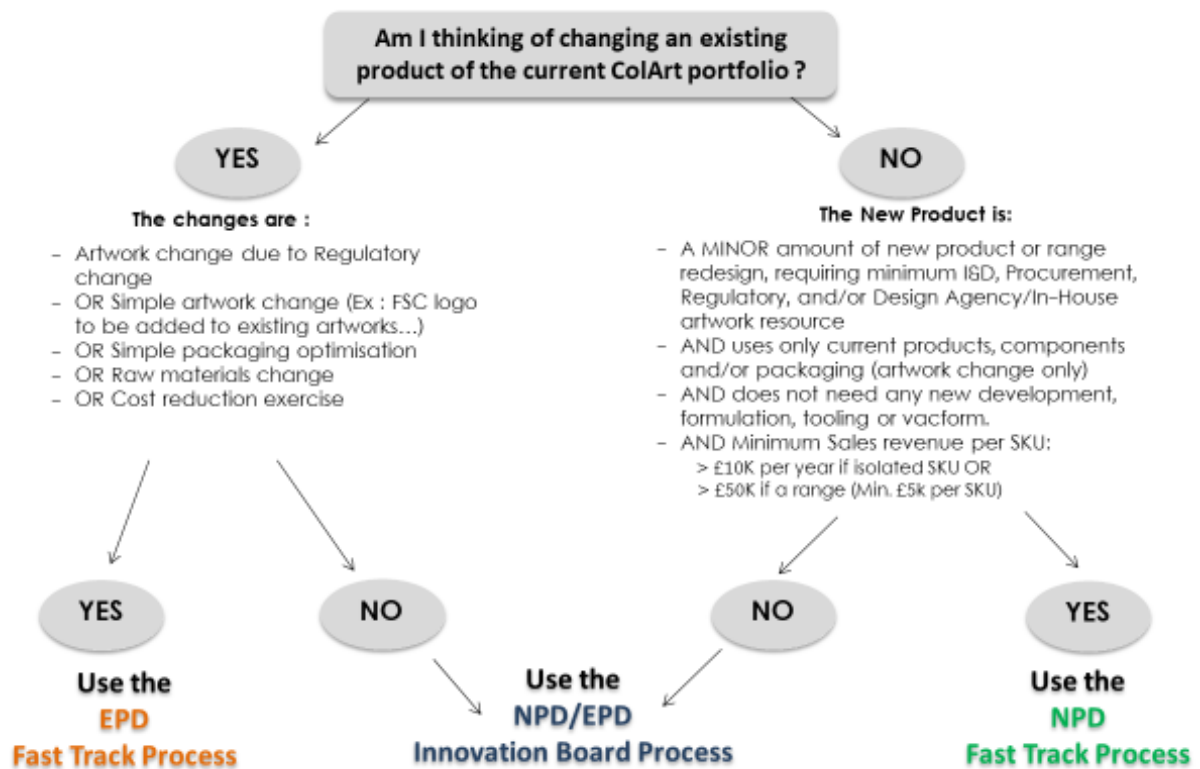 Am I thinking of changing an existing
product of the current ColArt portfolio ?
YES
NO
The changes are :
- Artwork change due to Regulatory
change
- OR Simple artwork change (Ex : FSC logo
to be added to existing artworks...)
- OR Simple packaging optimisation
- OR Raw materials change
- OR Cost reduction exercise
The New Product is:
- A MINOR amount of new product or range
redesign, requiring minimum I&D, Procurement,
Regulatory, and/or Design Agency/In-House
artwork resource
- AND uses only current products, components
and/or packaging (artwork change only)
- AND does not need any new development,
formulation, tooling or vacform.
- AND Minimum Sales revenue per SKU:
> £10K per year if isolated SKU OR
> £50K if a range (Min. £5k per SKU)
YES
NO
NO
YES
Use the
EPD
Fast Track Process
Use the
NPD/EPD
Innovation Board Process
Use the
NPD
Fast Track Process